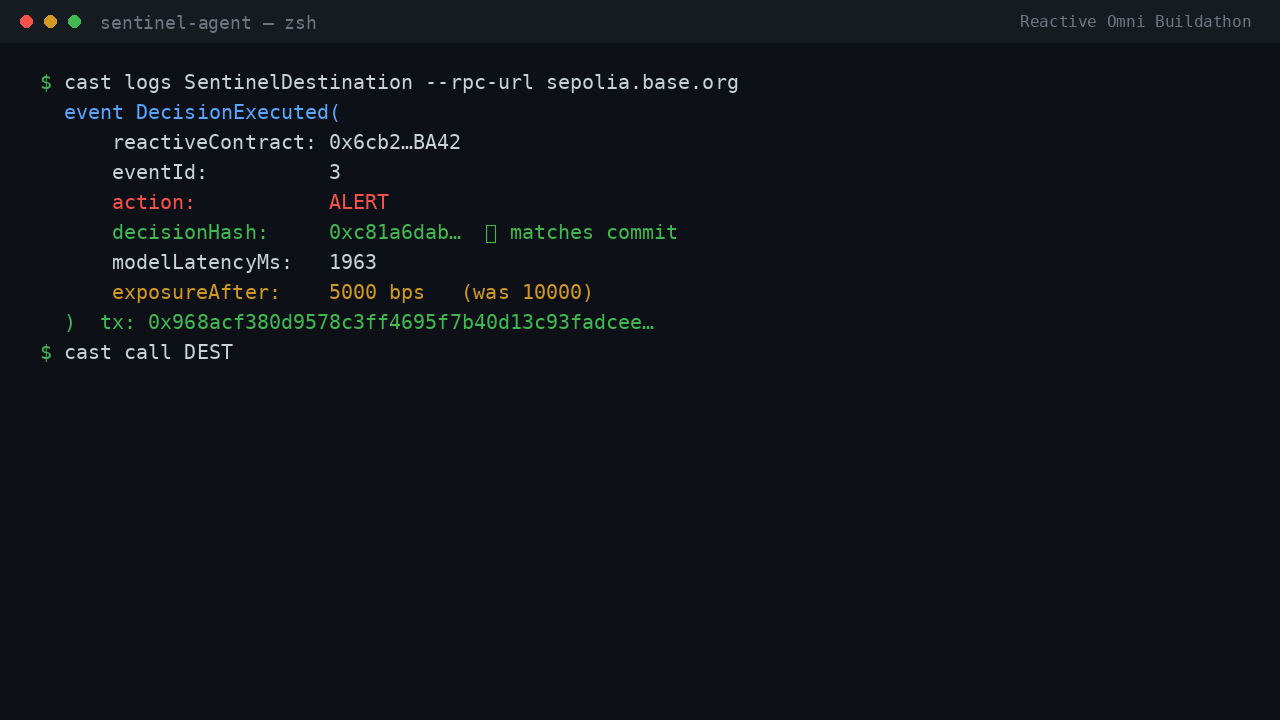 sentinel-agent — zsh
Reactive Omni Buildathon
$ cast logs SentinelDestination --rpc-url sepolia.base.org
event DecisionExecuted(
reactiveContract: 0x6cb2…BA42
eventId: 3
action: ALERT
decisionHash: 0xc81a6dab… ▯ matches commit
modelLatencyMs: 1963
exposureAfter: 5000 bps (was 10000)
) tx: 0x968acf380d9578c3ff4695f7b40d13c93fadcee…
$ cast call DEST